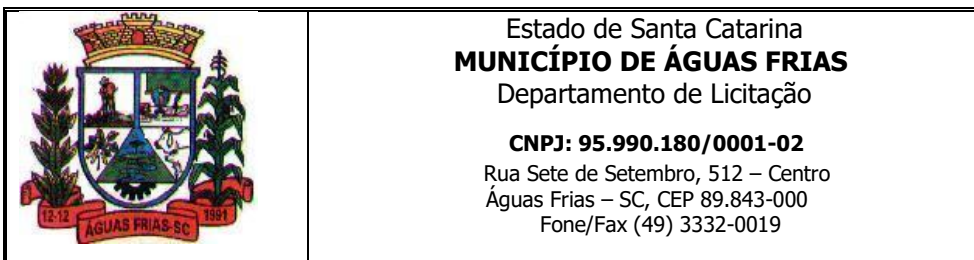 12-12
ÁGUAS FRIAS-SC
1991
Estado de Santa Catarina
MUNICÍPIO DE ÁGUAS FRIAS
Departamento de Licitação
CNPJ: 95.990.180/0001-02
Rua Sete de Setembro, 512 – Centro
Águas Frias – SC, CEP 89.843-000
Fone/Fax (49) 3332-0019